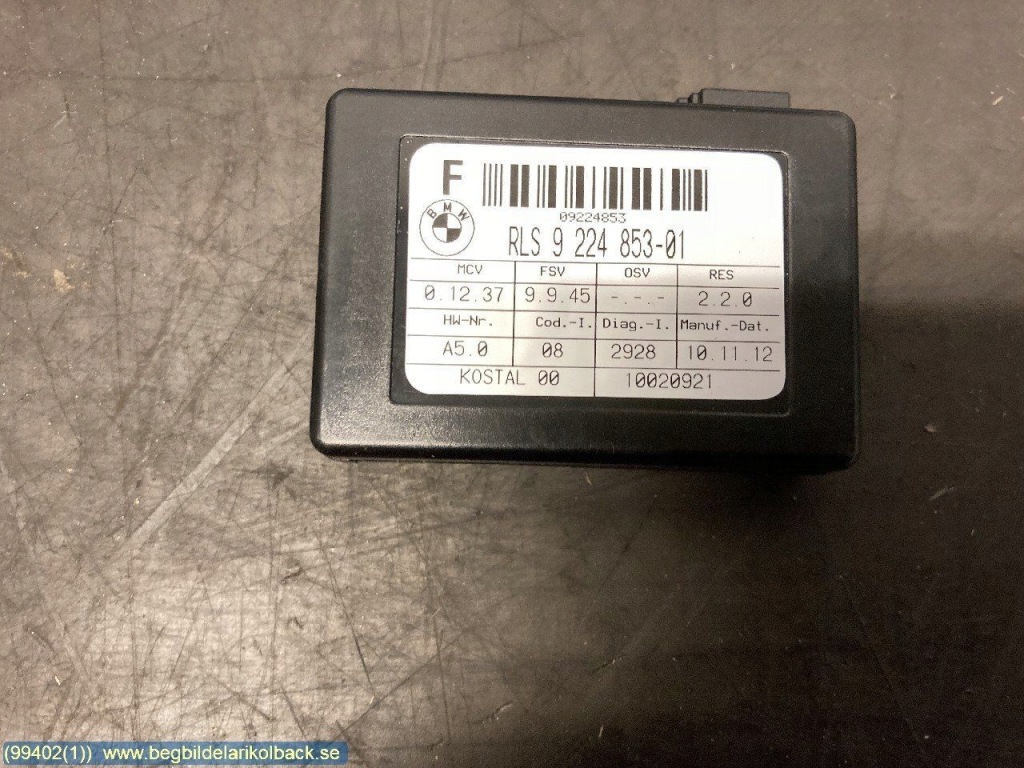 F
BMW
09224853
RLS 9 224 853-01
MCV FSV OSV RES
0.12.37 9.9.45 -.-.- 2.2.0
HW-Nr. Cod.-I. Diag.-I. Manuf.-Dat.
A5.0 08 2928 10.11.12
KOSTAL 00 10020921
(99402(1)) www.begbildelarikolback.se